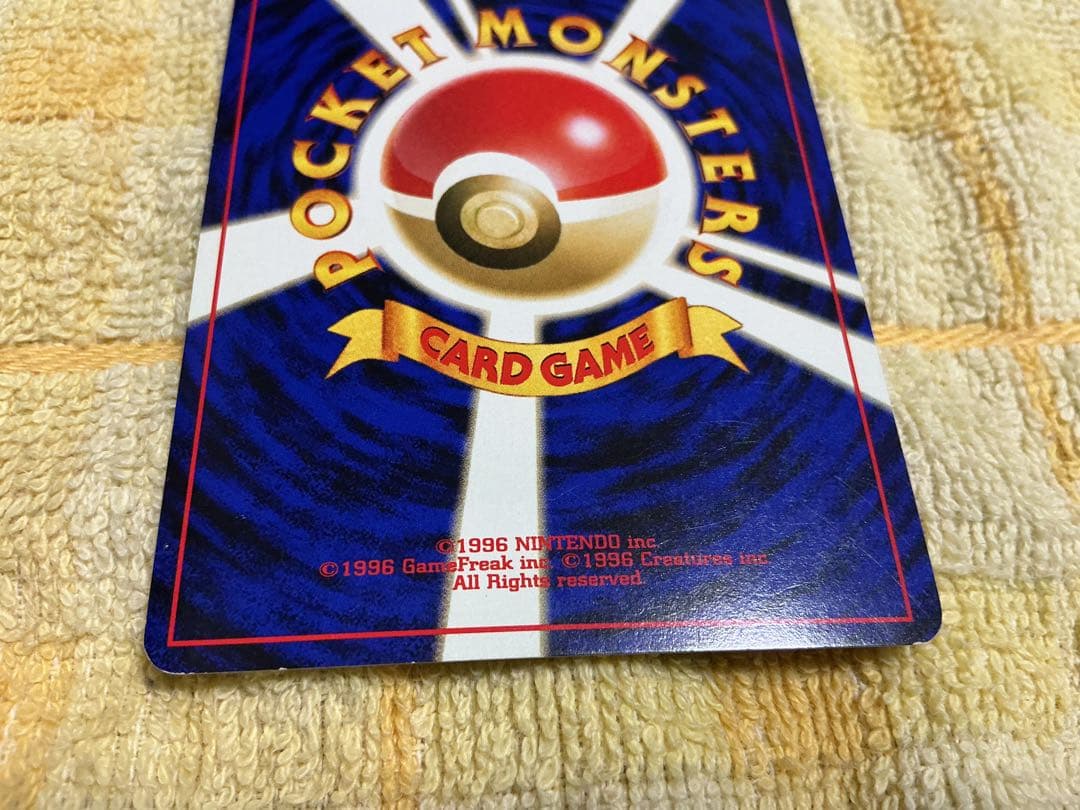 POCKET MONSTERS
CARD GAME
©1996 NINTENDO inc.
©1996 GameFreak inc. ©1996 Creatures inc.
All Rights reserved.